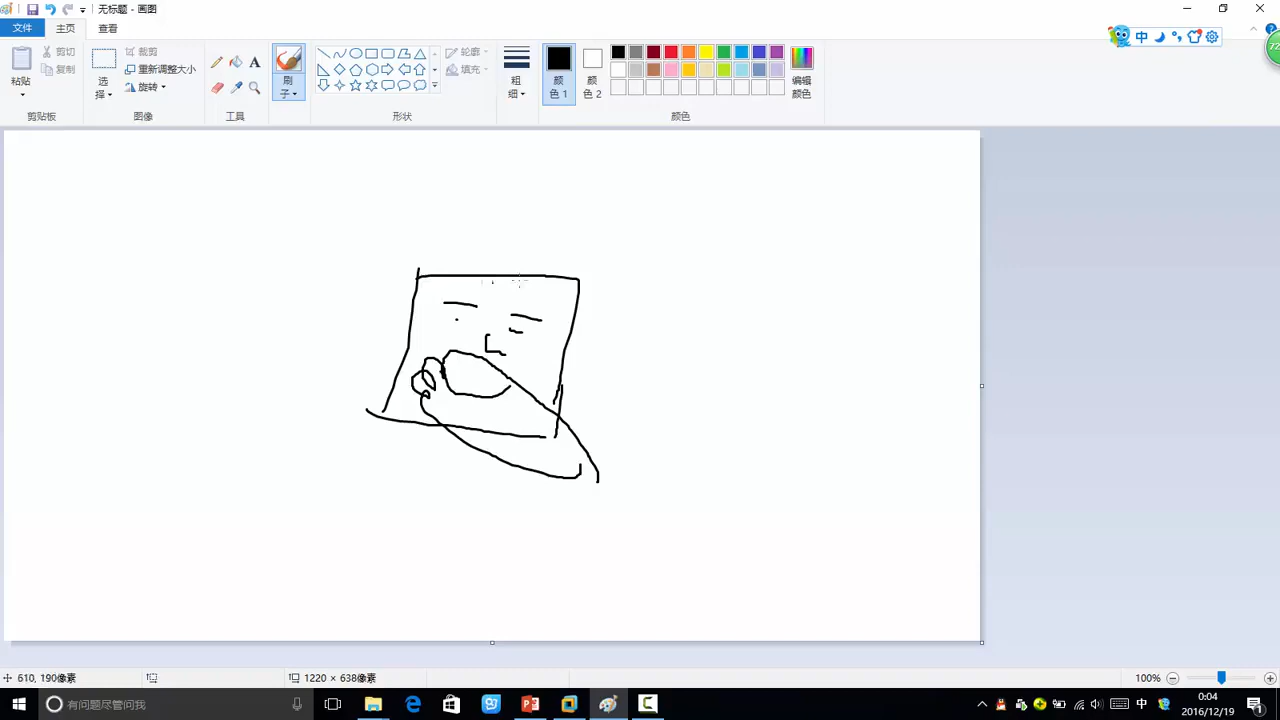 无标题 - 画图
文件 主页 查看
粘贴
剪切
复制
剪贴板
选择
裁剪
重新调整大小
旋转
图像
A
工具
刷子
形状
轮廓
填充
粗细
颜色 1
颜色 2
编辑颜色
颜色
中
72
610, 190像素
1220 × 638像素
100%
有问题尽管问我
中
0:04
2016/12/19
1